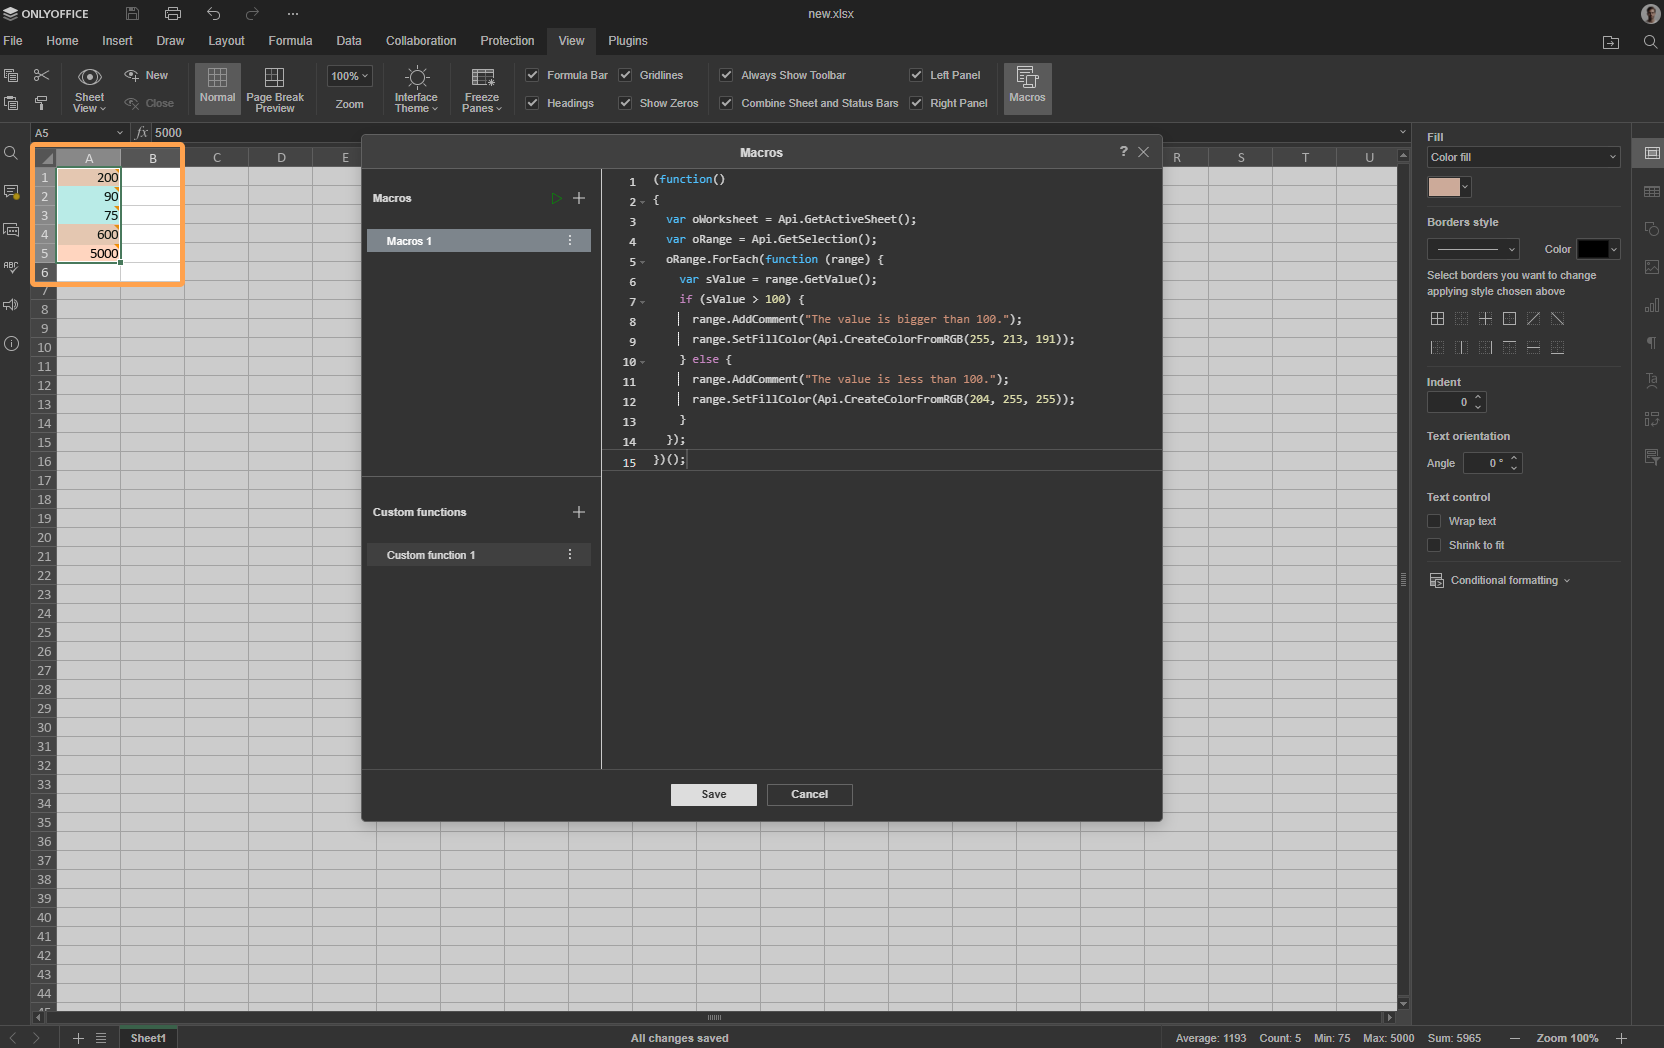 ONLYOFFICE
new.xlsx
File Home Insert Draw Layout Formula Data Collaboration Protection View Plugins
Sheet View
New
Close
Normal
Page Break Preview
100%
Zoom
Interface Theme
Freeze Panes
Formula Bar
Gridlines
Headings
Show Zeros
Always Show Toolbar
Combine Sheet and Status Bars
Left Panel
Right Panel
Macros
A5 fx 5000
A B C D E R S T U
1 200
2 90
3 75
4 600
5 5000
6
7
8
9
10
11
12
13
14
15
16
17
18
19
20
21
22
23
24
25
26
27
28
29
30
31
32
33
34
35
36
37
38
39
40
41
42
43
44
45
Macros
?
Macros
Macros 1
Custom functions
Custom function 1
1 (function()
2 {
3 var oWorksheet = Api.GetActiveSheet();
4 var oRange = Api.GetSelection();
5 oRange.ForEach(function (range) {
6 var sValue = range.GetValue();
7 if (sValue > 100) {
8 range.AddComment("The value is bigger than 100.");
9 range.SetFillColor(Api.CreateColorFromRGB(255, 213, 191));
10 } else {
11 range.AddComment("The value is less than 100.");
12 range.SetFillColor(Api.CreateColorFromRGB(204, 255, 255));
13 }
14 });
15 })();
Save Cancel
Fill
Color fill
Borders style
Color
Select borders you want to change
applying style chosen above
Indent
0
Text orientation
Angle 0 °
Text control
Wrap text
Shrink to fit
Conditional formatting
ABC
Ta
Sheet1
All changes saved
Average: 1193 Count: 5 Min: 75 Max: 5000 Sum: 5965
Zoom 100%